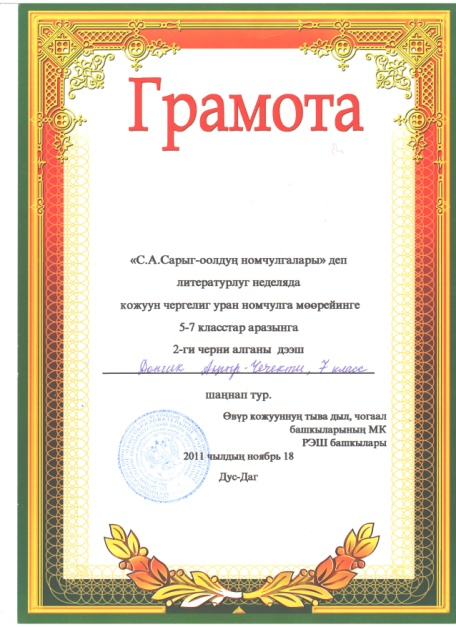 Грамота
«С.А.Сарыг-оолдуң номчулгалары» деп
литературлуг неделяда
кожуун чергелиг уран номчулга мөөрейинге
5-7 класстар аразынга
2-ги черни алганы дээш
Донгак Чечекти, 7 класс
шаңнап тур.
Өвүр кожууннуң тыва дыл, чогаал
башкыларының МК
РЭШ башкылары
2011 чылдың ноябрь 18
Дус-Даг